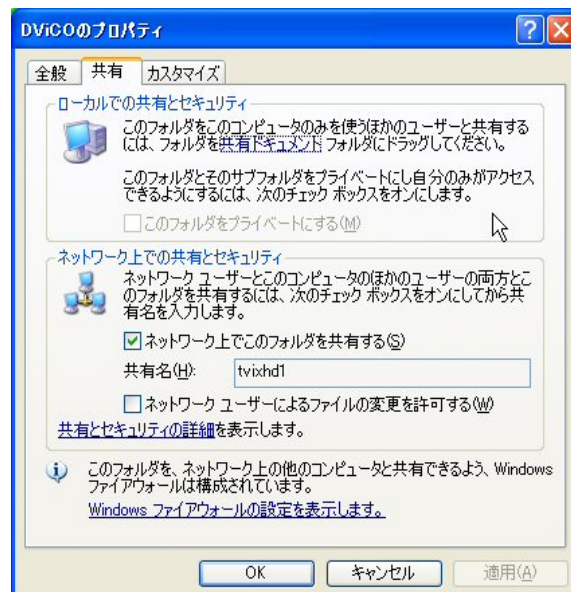 DViCOのプロパティ
全般 共有 カスタマイズ
ローカルでの共有とセキュリティ
このフォルダをこのコンピュータのみを使うほかのユーザーと共有する
には、フォルダを共有ドキュメント フォルダにドラッグしてください。
このフォルダとそのサブフォルダをプライベートにし自分のみがアクセス
できるようにするには、次のチェック ボックスをオンにします。
このフォルダをプライベートにする(M)
ネットワーク上での共有とセキュリティ
ネットワーク ユーザーとこのコンピュータのほかのユーザーの両方とこ
のフォルダを共有するには、次のチェック ボックスをオンにしてから共
有名を入力します。
ネットワーク上でこのフォルダを共有する(S)
共有名(H): tvixhd1
ネットワーク ユーザーによるファイルの変更を許可する(W)
共有とセキュリティの詳細を表示します。
このフォルダを、ネットワーク上の他のコンピュータと共有できるよう、Windows
ファイアウォールは構成されています。
Windows ファイアウォールの設定を表示します。
OK キャンセル 適用(A)